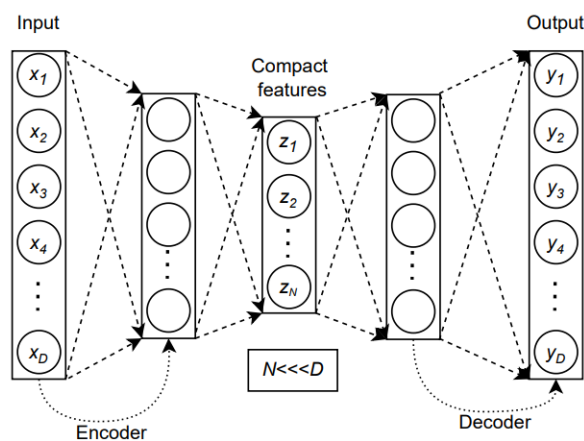 Input
Output
Compact
features
x1
x2
x3
x4
xD
z1
z2
zN
y1
y2
y3
y4
yD
N<<<D
Encoder
Decoder